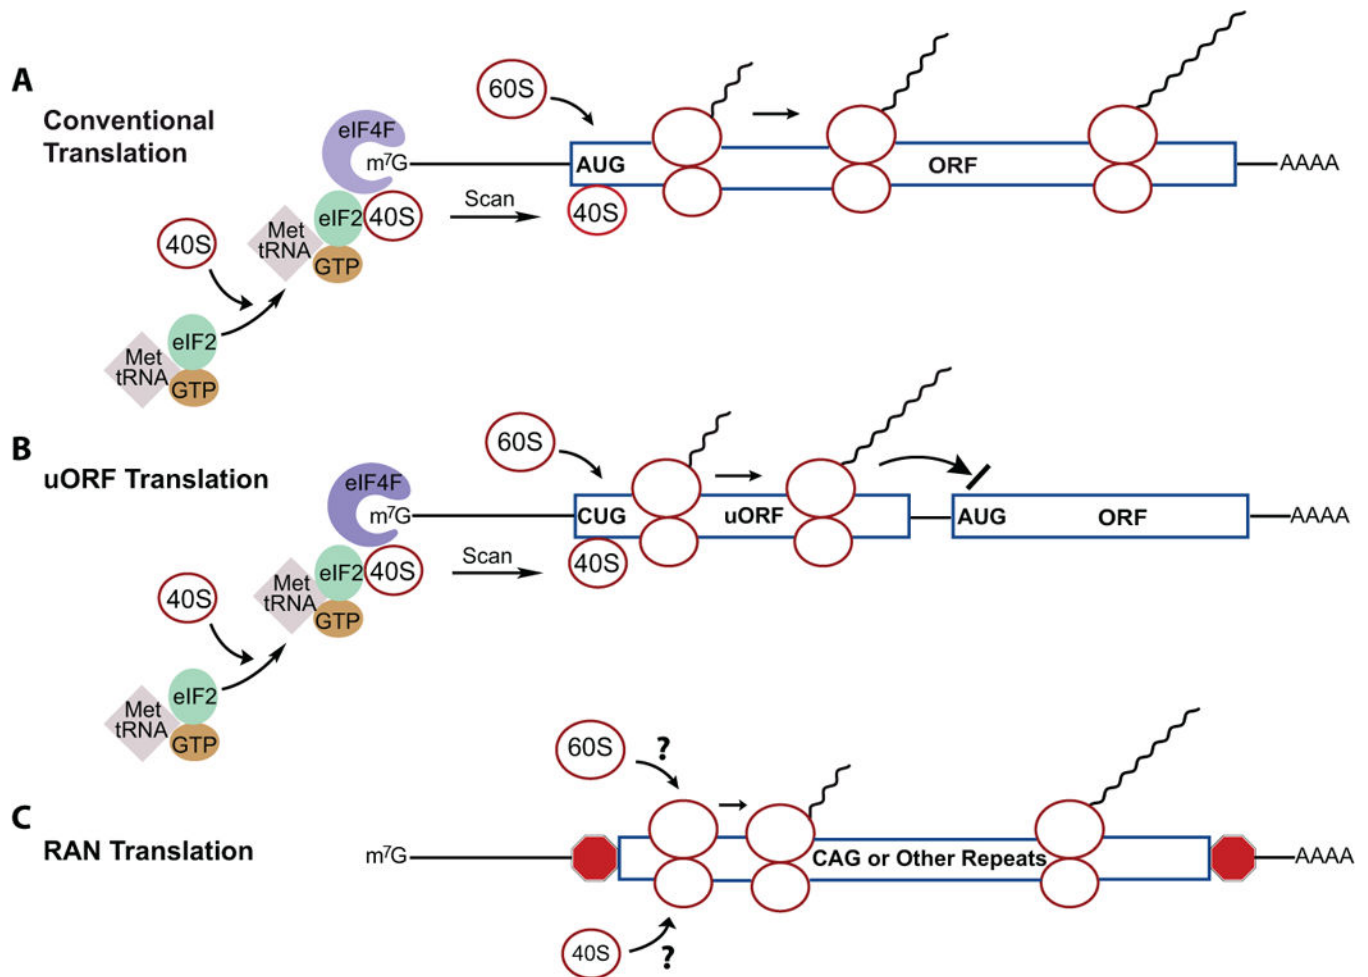 A
Conventional
Translation
60S
eIF4F
m⁷G
AUG
ORF
AAAA
Scan
40S
eIF2
40S
Met
tRNA
GTP
40S
eIF2
Met
tRNA
GTP
B
uORF Translation
60S
eIF4F
m⁷G
CUG
uORF
AUG
ORF
AAAA
Scan
40S
eIF2
40S
Met
tRNA
GTP
40S
eIF2
Met
tRNA
GTP
C
RAN Translation
60S
?
m⁷G
CAG or Other Repeats
AAAA
40S
?